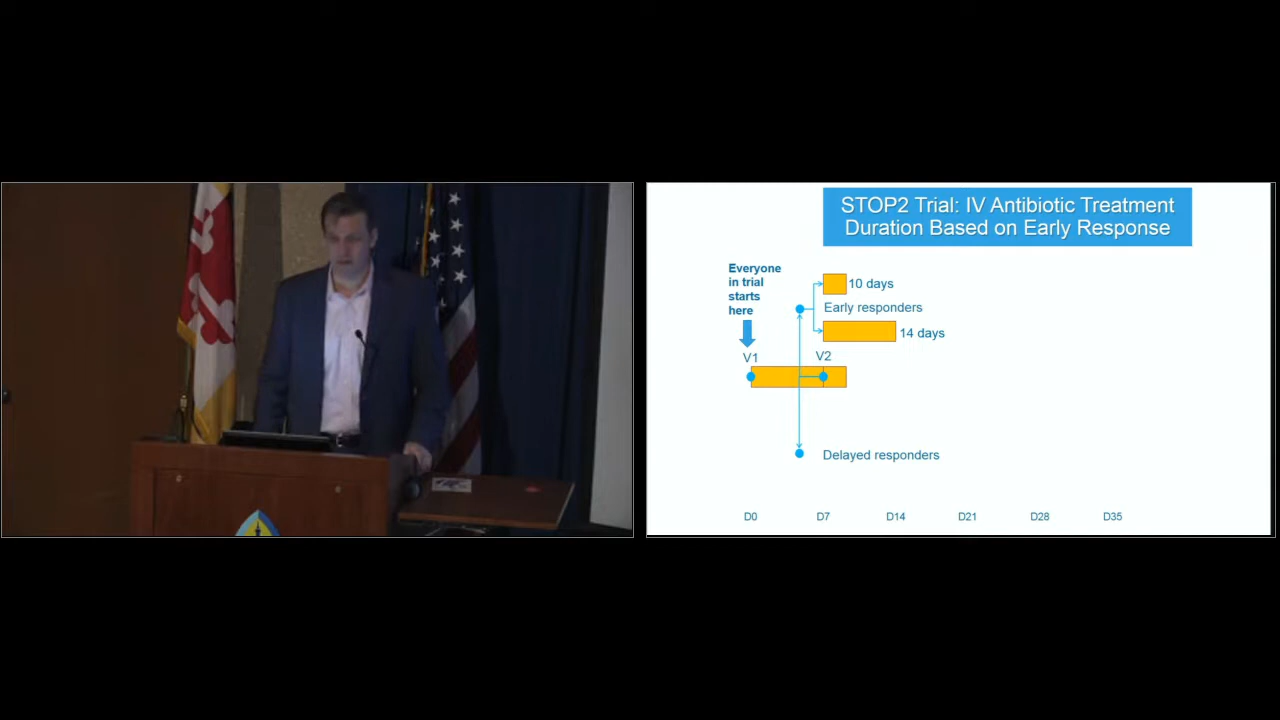 STOP2 Trial: IV Antibiotic Treatment
Duration Based on Early Response
Everyone
in trial
starts
here
10 days
Early responders
14 days
V1
V2
Delayed responders
D0
D7
D14
D21
D28
D35